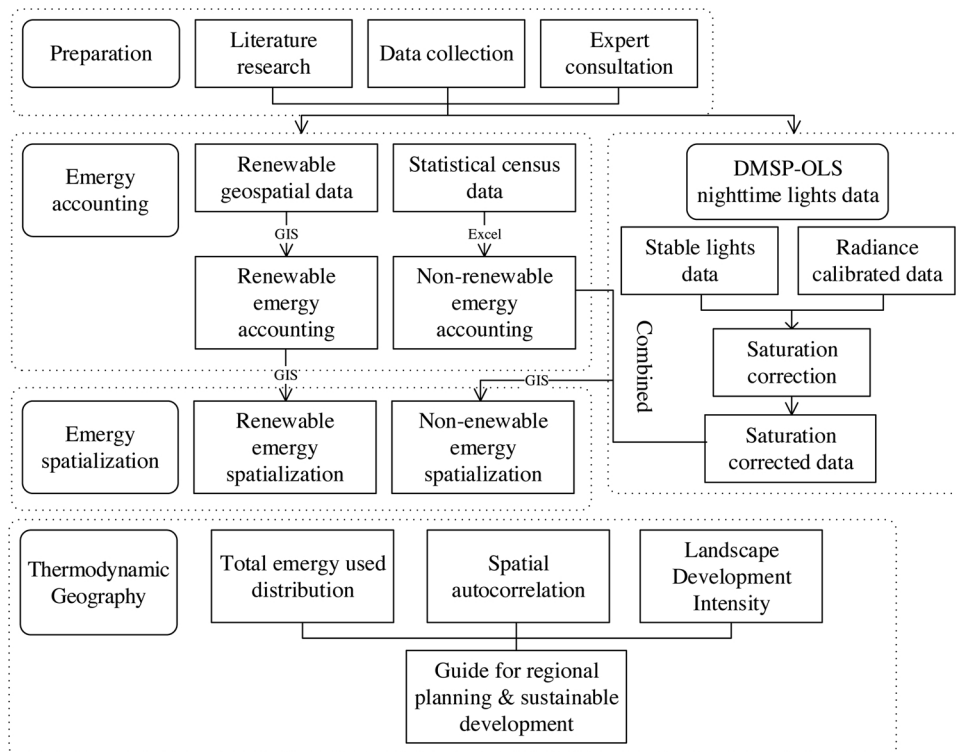 Preparation
Literature
research
Data collection
Expert
consultation
Emergy
accounting
Renewable
geospatial data
Statistical census
data
GIS
Excel
Renewable
emergy
accounting
Non-renewable
emergy
accounting
DMSP-OLS
nighttime lights data
Stable lights
data
Radiance
calibrated data
Saturation
correction
Saturation
corrected data
Combined
GIS
GIS
Emergy
spatialization
Renewable
emergy
spatialization
Non-enewable
emergy
spatialization
Thermodynamic
Geography
Total emergy used
distribution
Spatial
autocorrelation
Landscape
Development
Intensity
Guide for regional
planning & sustainable
development